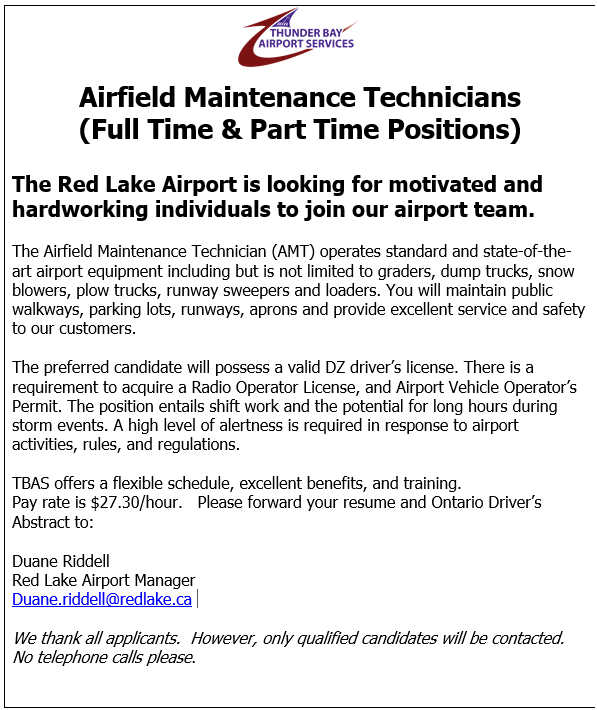 THUNDER BAY
AIRPORT SERVICES
Airfield Maintenance Technicians
(Full Time & Part Time Positions)
The Red Lake Airport is looking for motivated and
hardworking individuals to join our airport team.
The Airfield Maintenance Technician (AMT) operates standard and state-of-the-
art airport equipment including but is not limited to graders, dump trucks, snow
blowers, plow trucks, runway sweepers and loaders. You will maintain public
walkways, parking lots, runways, aprons and provide excellent service and safety
to our customers.
The preferred candidate will possess a valid DZ driver’s license. There is a
requirement to acquire a Radio Operator License, and Airport Vehicle Operator’s
Permit. The position entails shift work and the potential for long hours during
storm events. A high level of alertness is required in response to airport
activities, rules, and regulations.
TBAS offers a flexible schedule, excellent benefits, and training.
Pay rate is $27.30/hour.   Please forward your resume and Ontario Driver’s
Abstract to:
Duane Riddell
Red Lake Airport Manager
Duane.riddell@redlake.ca
We thank all applicants.  However, only qualified candidates will be contacted.
No telephone calls please.